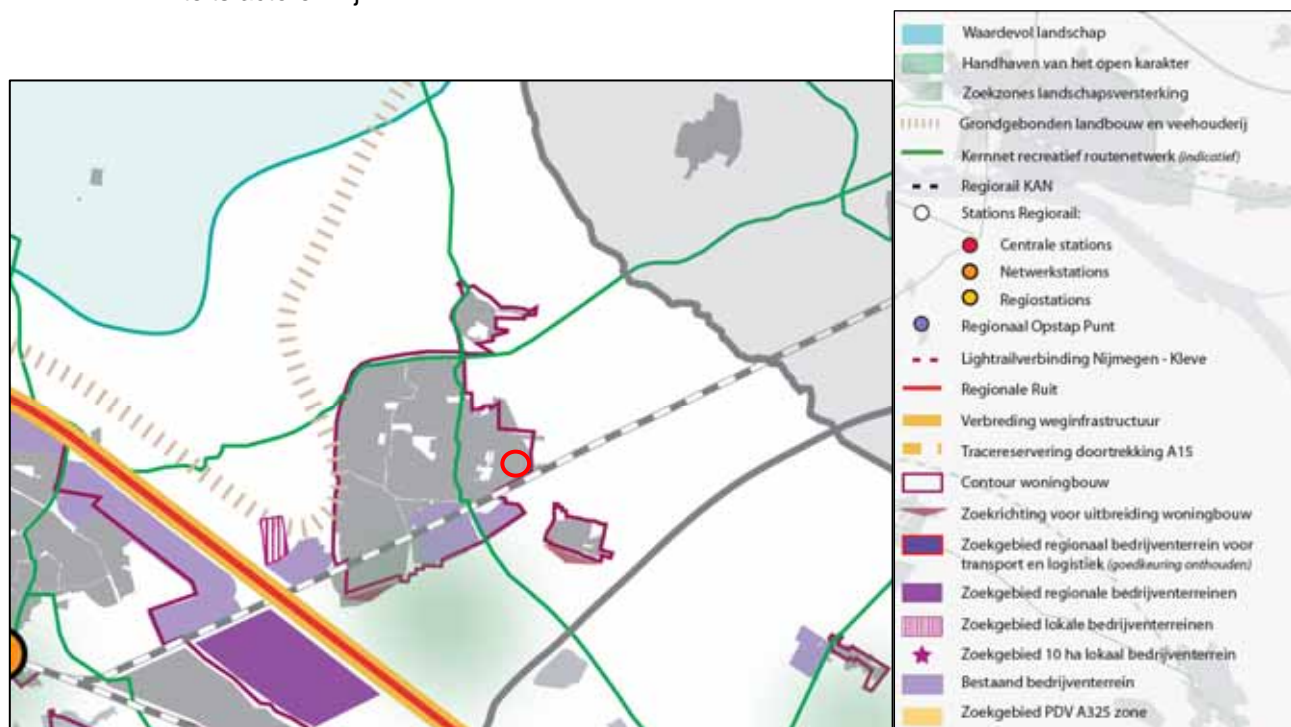 Waardevol landschap
Handhaven van het open karakter
Zoekzones landschapsversterking
Grondgebonden landbouw en veehouderij
Kernnet recreatief routenetwerk (indicatief)
Regiorail KAN
Stations Regiorail:
Centrale stations
Netwerkstations
Regiostations
Regionaal Opstap Punt
Lightrailverbinding Nijmegen - Kleve
Regionale Ruit
Verbreding weginfrastructuur
Tracereservering doortrekking A15
Contour woningbouw
Zoekrichting voor uitbreiding woningbouw
Zoekgebied regionaal bedrijventerrein voor
transport en logistiek (goedkeuring onthouden)
Zoekgebied regionale bedrijventerreinen
Zoekgebied lokale bedrijventerreinen
Zoekgebied 10 ha lokaal bedrijventerrein
Bestaand bedrijventerrein
Zoekgebied PDV A325 zone